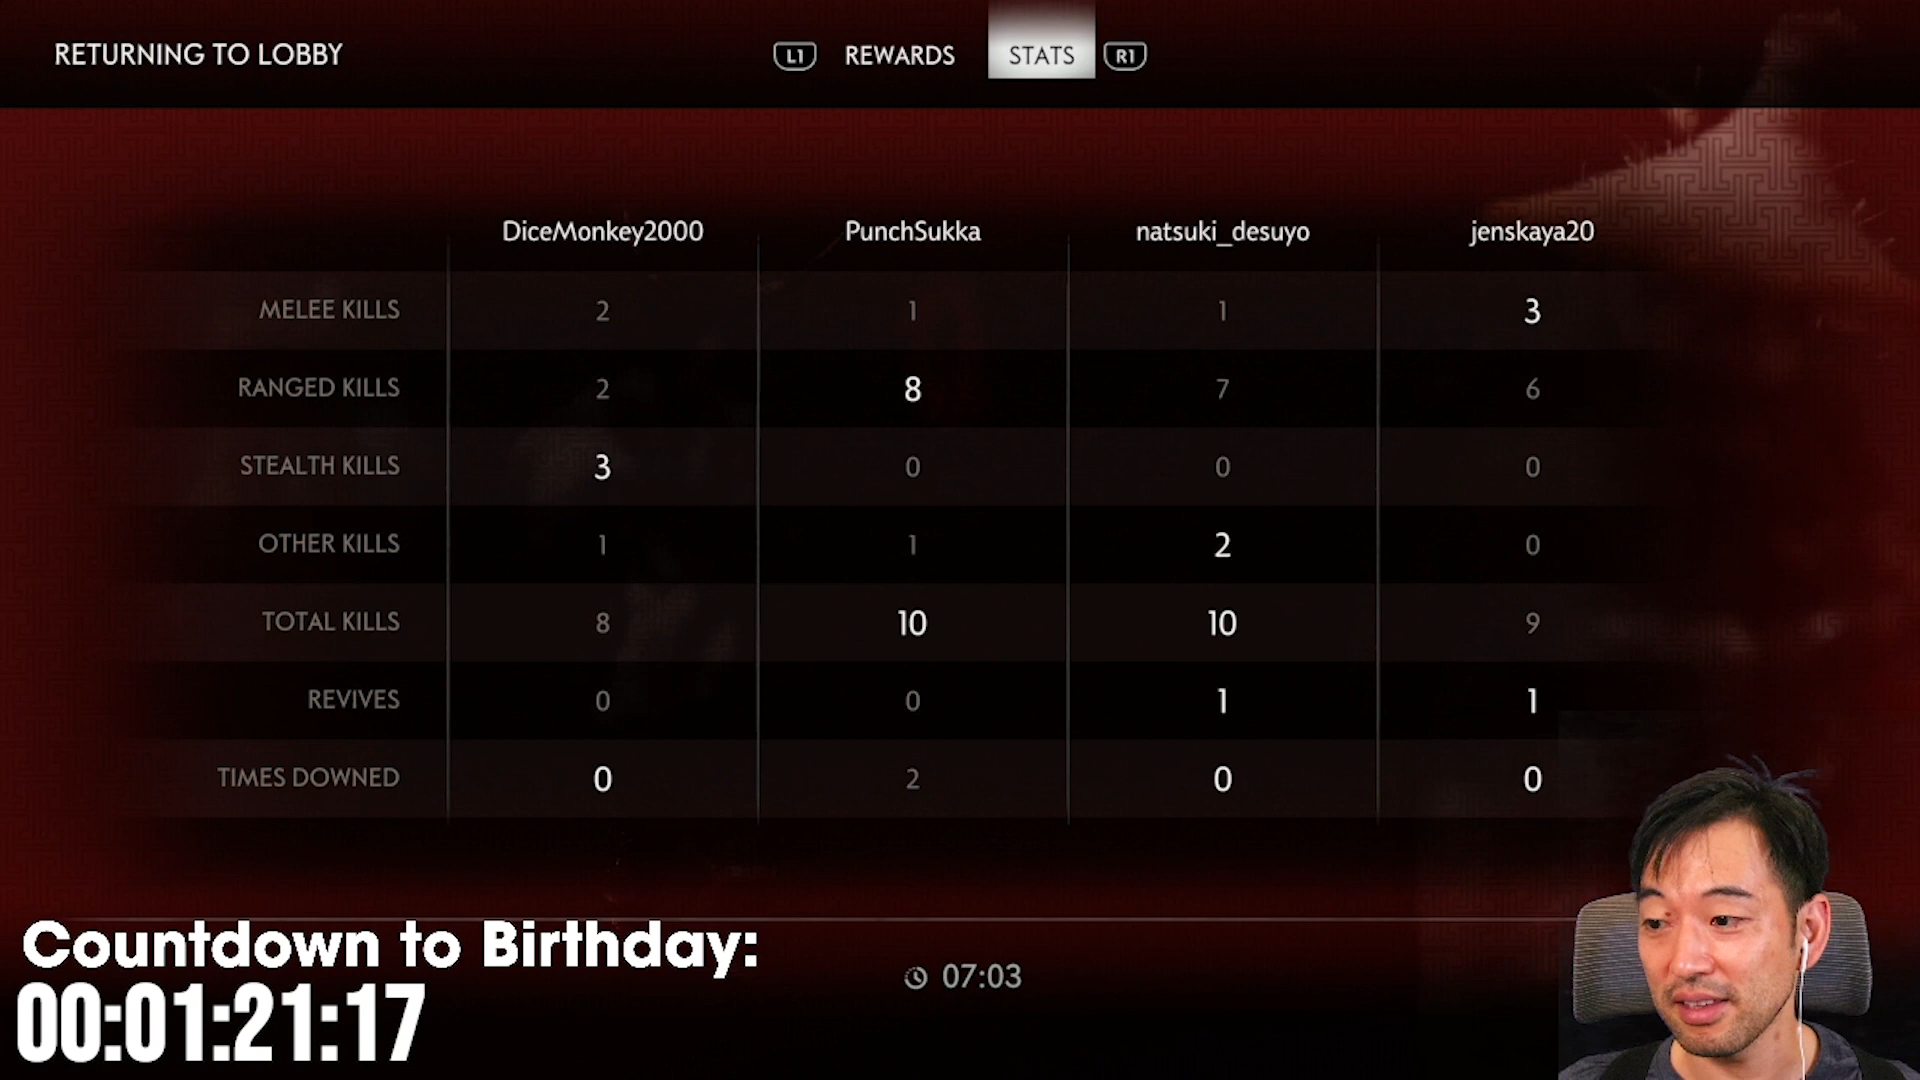 RETURNING TO LOBBY
L1 REWARDS STATS R1
DiceMonkey2000 PunchSukka natsuki_desuyo jenskaya20
MELEE KILLS 2 1 1 3
RANGED KILLS 2 8 7 6
STEALTH KILLS 3 0 0 0
OTHER KILLS 1 1 2 0
TOTAL KILLS 8 10 10 9
REVIVES 0 0 1 1
TIMES DOWNED 0 2 0 0
Countdown to Birthday:
00:01:21:17
07:03